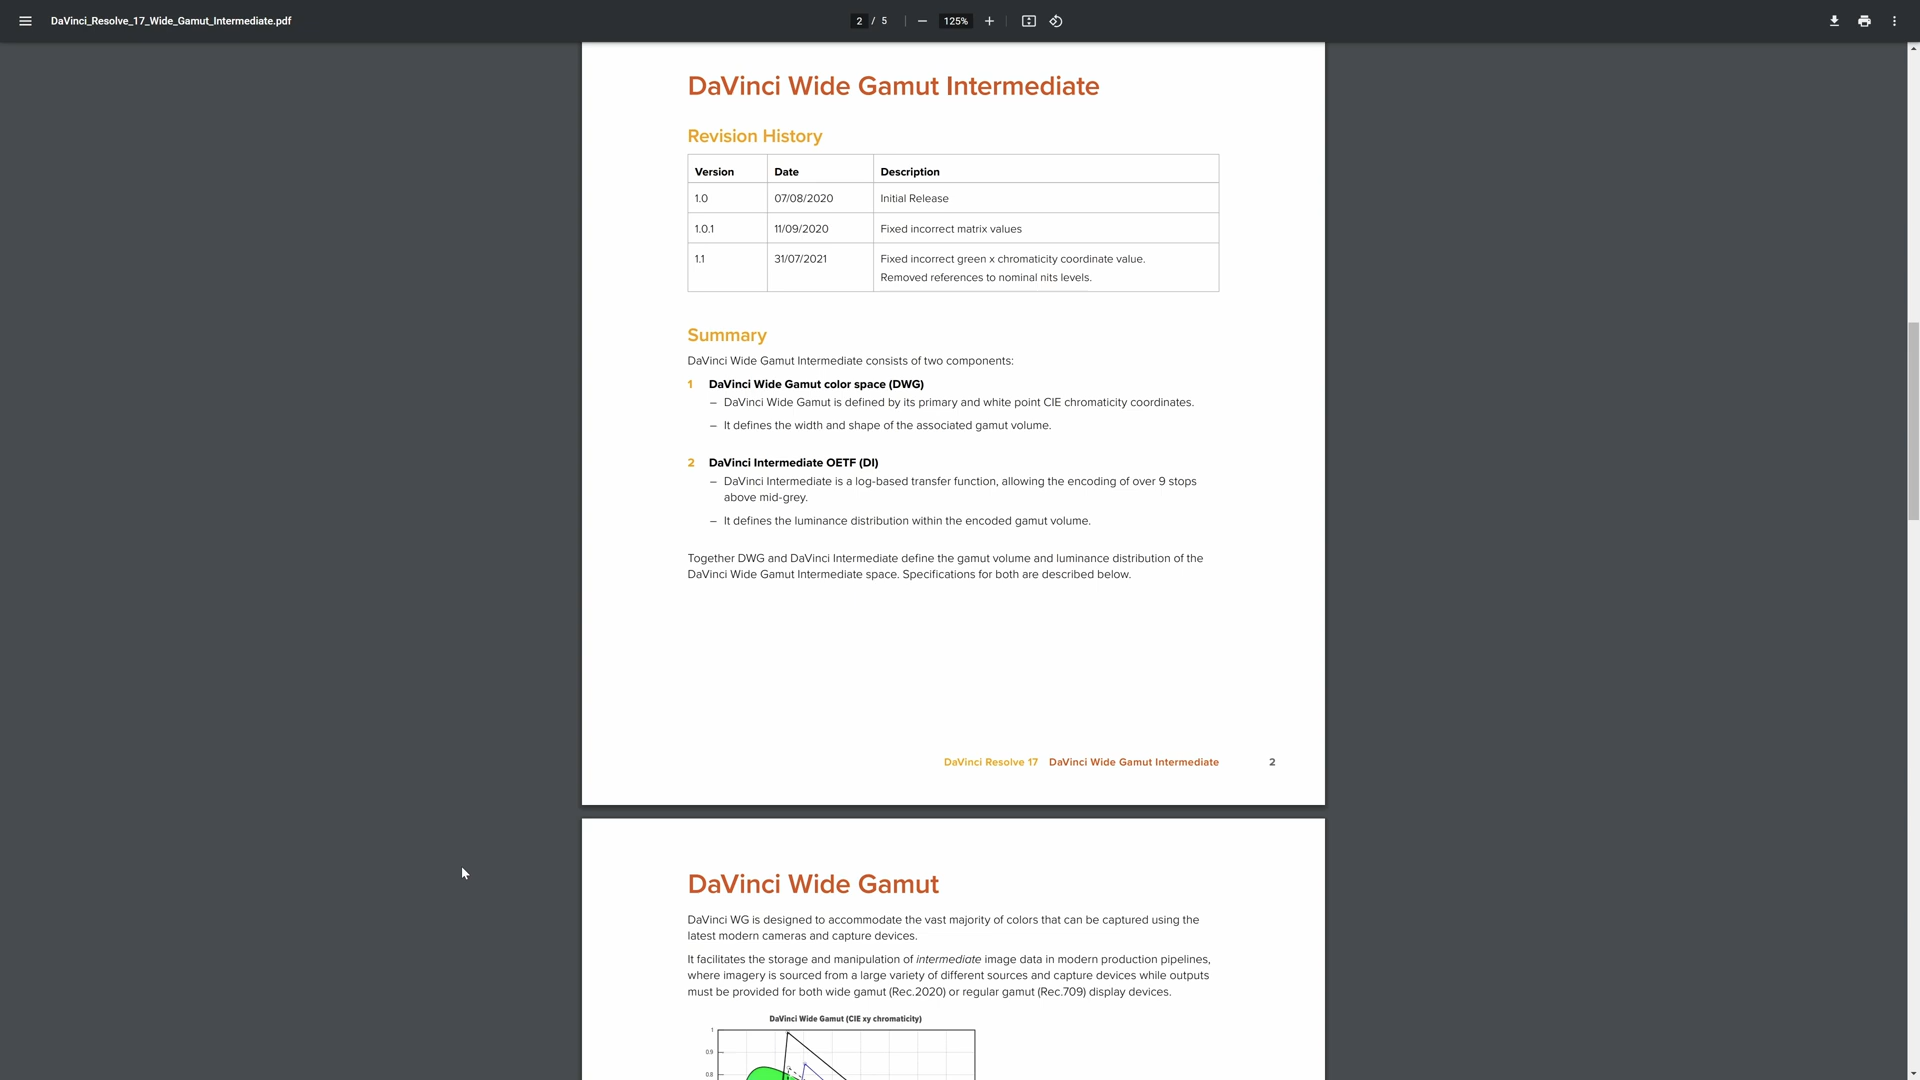 DaVinci_Resolve_17_Wide_Gamut_Intermediate.pdf
2 / 5
125%
DaVinci Wide Gamut Intermediate
Revision History
Version Date Description
1.0 07/08/2020 Initial Release
1.0.1 11/09/2020 Fixed incorrect matrix values
1.1 31/07/2021 Fixed incorrect green x chromaticity coordinate value.
Removed references to nominal nits levels.
Summary
DaVinci Wide Gamut Intermediate consists of two components:
1 DaVinci Wide Gamut color space (DWG)
– DaVinci Wide Gamut is defined by its primary and white point CIE chromaticity coordinates.
– It defines the width and shape of the associated gamut volume.
2 DaVinci Intermediate OETF (DI)
– DaVinci Intermediate is a log-based transfer function, allowing the encoding of over 9 stops
above mid-grey.
– It defines the luminance distribution within the encoded gamut volume.
Together DWG and DaVinci Intermediate define the gamut volume and luminance distribution of the
DaVinci Wide Gamut Intermediate space. Specifications for both are described below.
DaVinci Resolve 17 DaVinci Wide Gamut Intermediate 2
DaVinci Wide Gamut
DaVinci WG is designed to accommodate the vast majority of colors that can be captured using the
latest modern cameras and capture devices.
It facilitates the storage and manipulation of intermediate image data in modern production pipelines,
where imagery is sourced from a large variety of different sources and capture devices while outputs
must be provided for both wide gamut (Rec.2020) or regular gamut (Rec.709) display devices.
DaVinci Wide Gamut (CIE xy chromaticity)
1
0.9
0.8